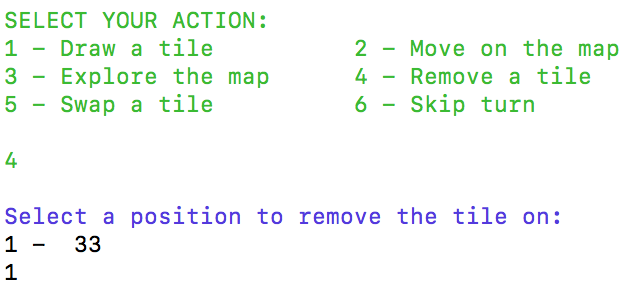 SELECT YOUR ACTION:
1 – Draw a tile 2 – Move on the map
3 – Explore the map 4 – Remove a tile
5 – Swap a tile 6 – Skip turn
4
Select a position to remove the tile on:
1 – 33
1